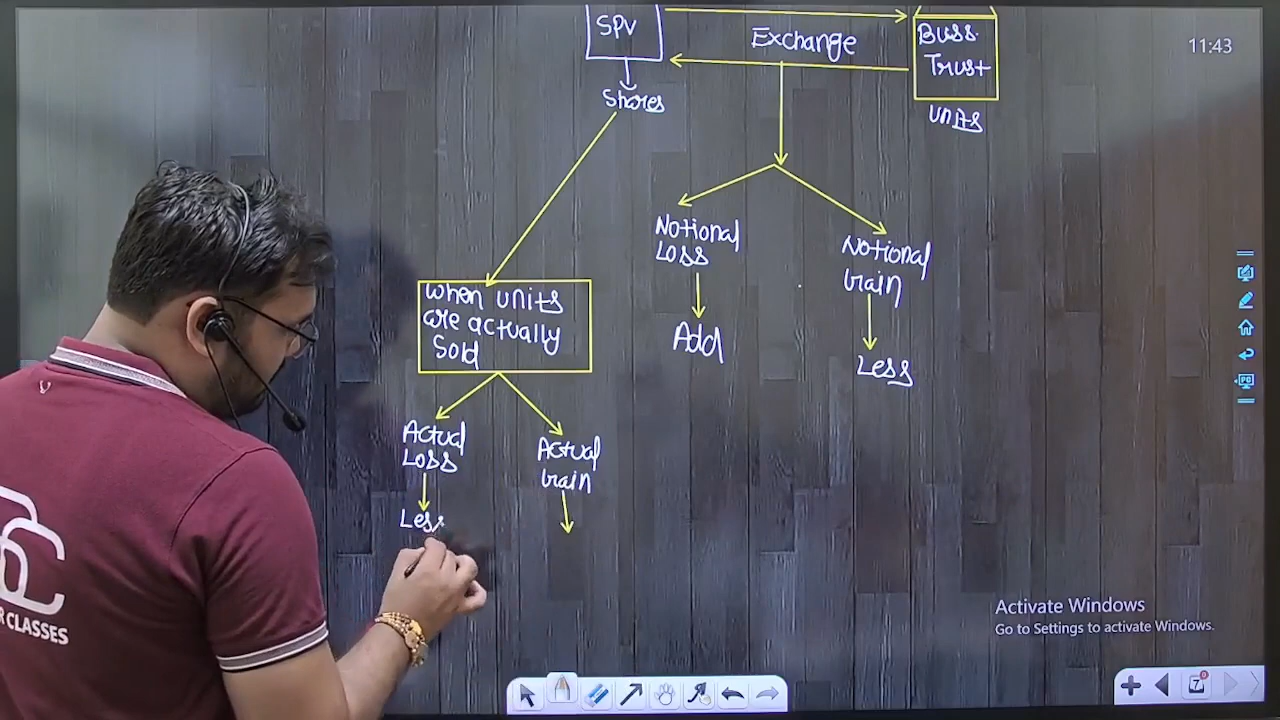 SPV
Exchange
Buss.
Trust
Units
Shares
11:43
Notional
Loss
Add
Notional
Gain
Less
When units
are actually
Sold
Actual
Loss
Less
Actual
Gain
CLASSES
Activate Windows
Go to Settings to activate Windows.
7